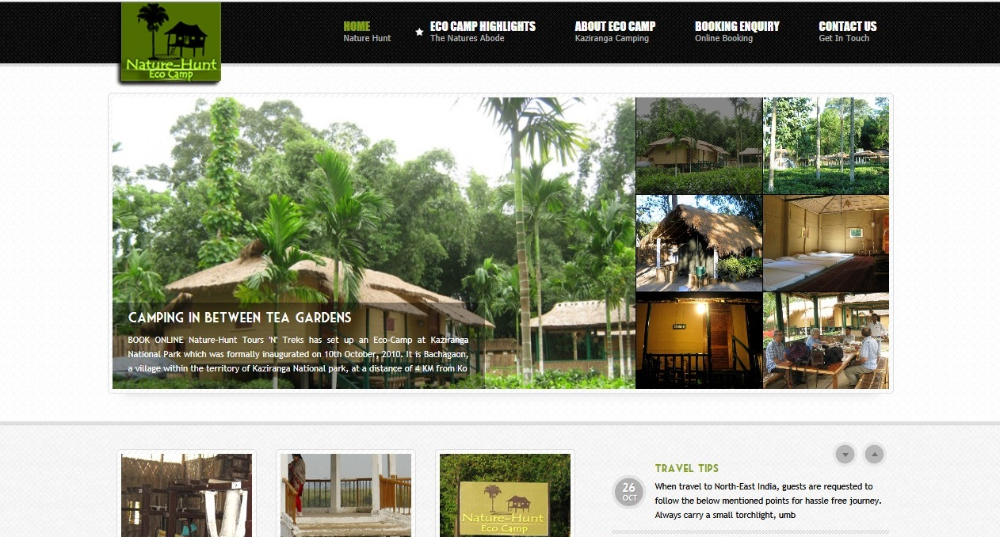 Nature-Hunt
Eco Camp
HOME
Nature Hunt
ECO CAMP HIGHLIGHTS
The Natures Abode
ABOUT ECO CAMP
Kaziranga Camping
BOOKING ENQUIRY
Online Booking
CONTACT US
Get In Touch
CAMPING IN BETWEEN TEA GARDENS
BOOK ONLINE Nature-Hunt Tours 'N' Treks has set up an Eco-Camp at Kaziranga
National Park which was formally inaugurated on 10th October, 2010. It is Bachagaon,
a village within the territory of Kaziranga National park, at a distance of 4 KM from Ko
Nature-Hunt
Eco Camp
26
OCT
TRAVEL TIPS
When travel to North-East India, guests are requested to
follow the below mentioned points for hassle free journey.
Always carry a small torchlight, umb